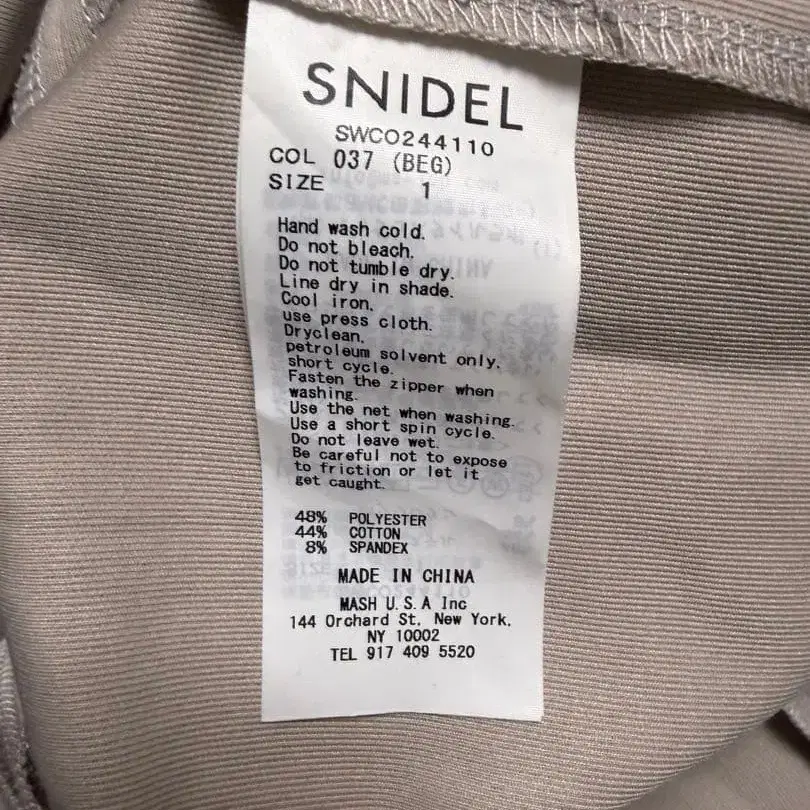 SNIDEL
SWCO244110
COL 037 (BEG)
SIZE 1
Hand wash cold.
Do not bleach.
Do not tumble dry.
Line dry in shade.
Cool iron.
use press cloth.
Dryclean.
petroleum solvent only.
short cycle.
Fasten the zipper when
washing.
Use the net when washing.
Use a short spin cycle.
Do not leave wet.
Be careful not to expose
to friction or let it
get caught.
48% POLYESTER
44% COTTON
8% SPANDEX
MADE IN CHINA
MASH U.S.A Inc
144 Orchard St. New York.
NY 10002
TEL 917 409 5520